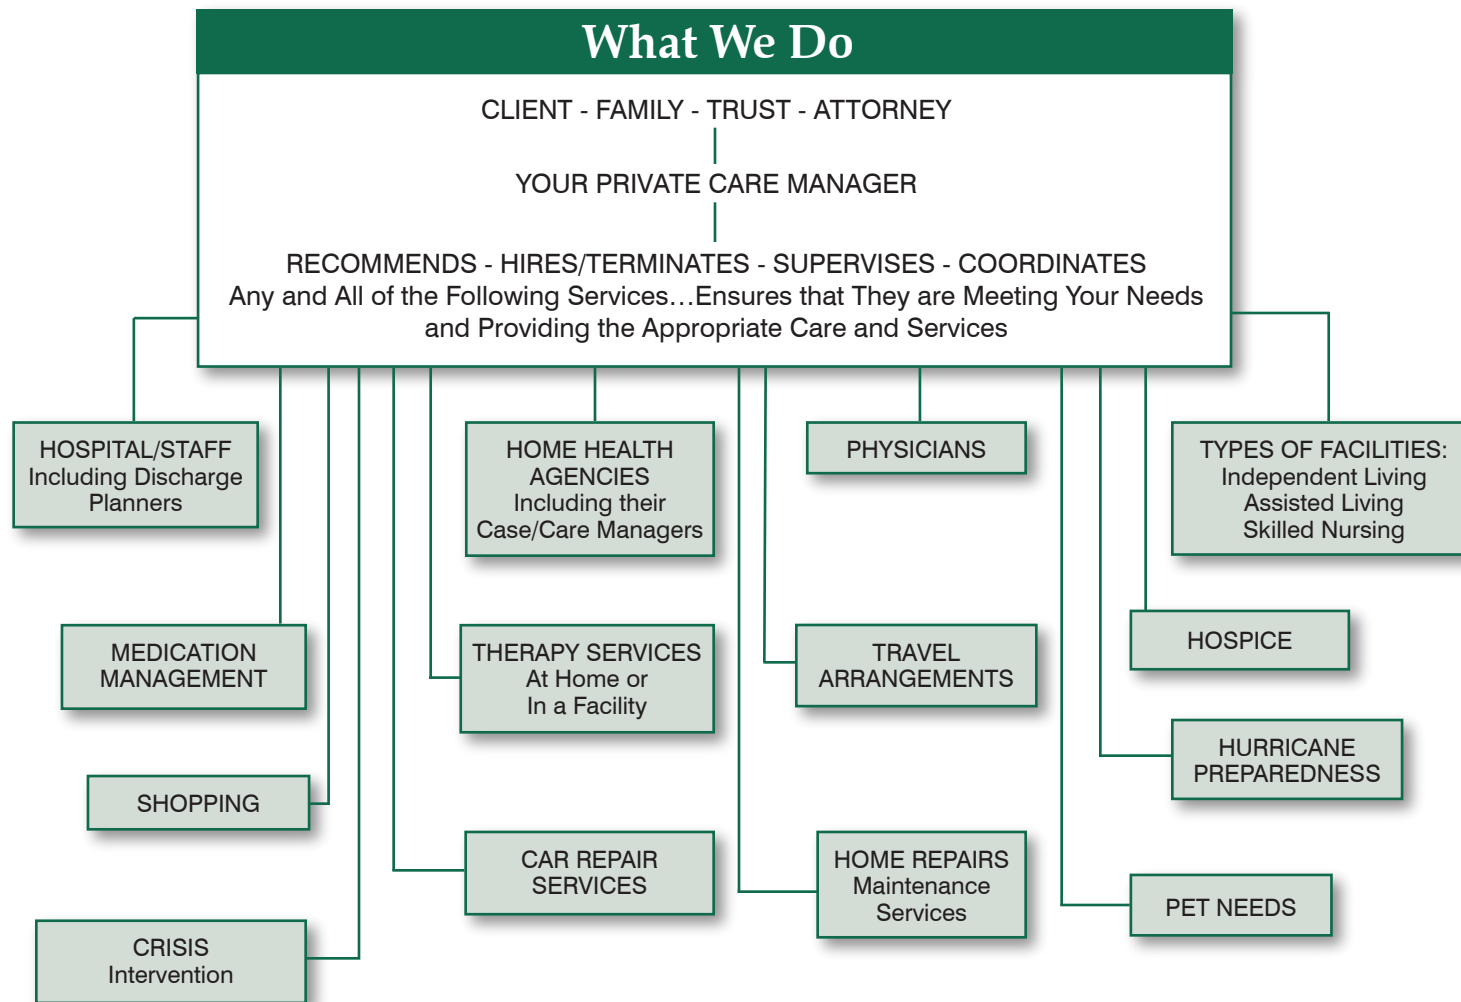 What We Do
CLIENT - FAMILY - TRUST - ATTORNEY
YOUR PRIVATE CARE MANAGER
RECOMMENDS - HIRES/TERMINATES - SUPERVISES - COORDINATES
Any and All of the Following Services…Ensures that They are Meeting Your Needs
and Providing the Appropriate Care and Services
HOSPITAL/STAFF
Including Discharge
Planners
HOME HEALTH
AGENCIES
Including their
Case/Care Managers
PHYSICIANS
TYPES OF FACILITIES:
Independent Living
Assisted Living
Skilled Nursing
MEDICATION
MANAGEMENT
THERAPY SERVICES
At Home or
In a Facility
TRAVEL
ARRANGEMENTS
HOSPICE
SHOPPING
HURRICANE
PREPAREDNESS
CAR REPAIR
SERVICES
HOME REPAIRS
Maintenance
Services
PET NEEDS
CRISIS
Intervention